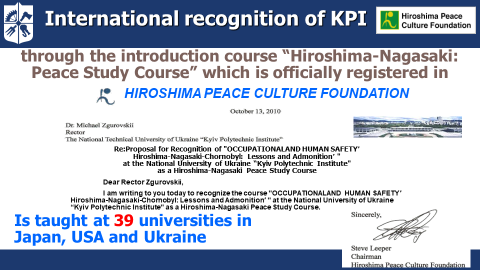 International recognition of KPI
Hiroshima Peace
Culture Foundation
through the introduction course “Hiroshima-Nagasaki:
Peace Study Course” which is officially registered in
HIROSHIMA PEACE CULTURE FOUNDATION
October 13, 2010
Dr. Michael Zgurovskii
Rector
The National Technical University of Ukraine "Kyiv Polytechnic Institute"
Re:Proposal for Recognition of "OCCUPATIONALAND HUMAN SAFETY'
Hiroshima-Nagasaki-Chornobyl: Lessons and Admonition' "
at the National University of Ukraine "Kyiv Polytechnic Institute"
as a Hiroshima-Nagasaki Peace Study Course
Dear Rector Zgurovskii,
I am writing to you today to recognize the course "OCCUPATIONALAND HUMAN SAFETY'
Hiroshima-Nagasaki-Chornobyl: Lessons and Admonition' " at the National University of Ukraine
"Kyiv Polytechnic Institute" as a Hiroshima-Nagasaki Peace Study Course.
Is taught at 39 universities in
Japan, USA and Ukraine
Sincerely,
Steve Leeper
Chairman
Hiroshima Peace Culture Foundation